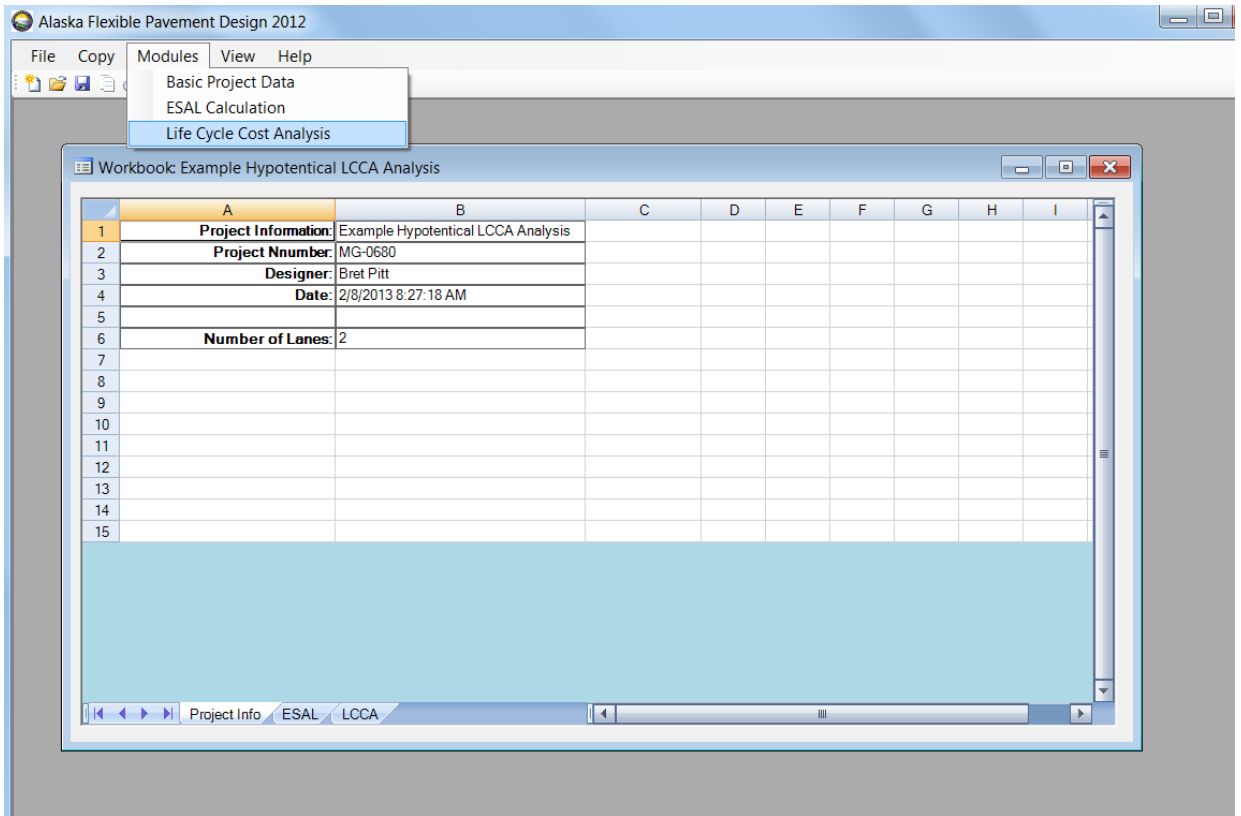 Alaska Flexible Pavement Design 2012
File Copy Modules View Help
Basic Project Data
ESAL Calculation
Life Cycle Cost Analysis
Workbook: Example Hypotentical LCCA Analysis
A B C D E F G H I
1 Project Information: Example Hypotentical LCCA Analysis
2 Project Nnumber: MG-0680
3 Designer: Bret Pitt
4 Date: 2/8/2013 8:27:18 AM
5
6 Number of Lanes: 2
7
8
9
10
11
12
13
14
15
Project Info ESAL LCCA